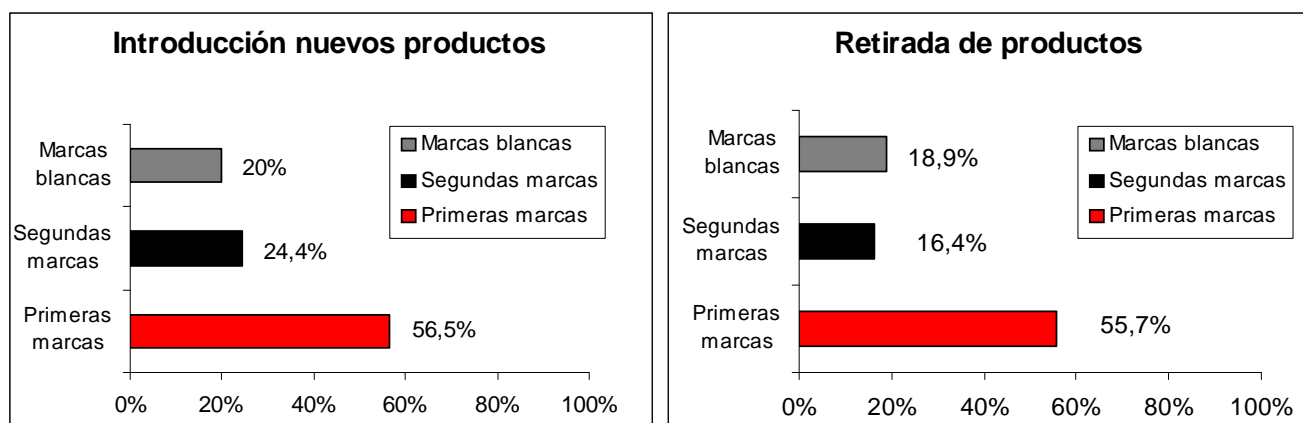 Introducción nuevos productos
Marcas
blancas
20%
Segundas
marcas
24,4%
Primeras
marcas
56,5%
0%
20%
40%
60%
80%
100%
Marcas blancas
Segundas marcas
Primeras marcas
Retirada de productos
Marcas
blancas
18,9%
Segundas
marcas
16,4%
Primeras
marcas
55,7%
0%
20%
40%
60%
80%
100%
Marcas blancas
Segundas marcas
Primeras marcas